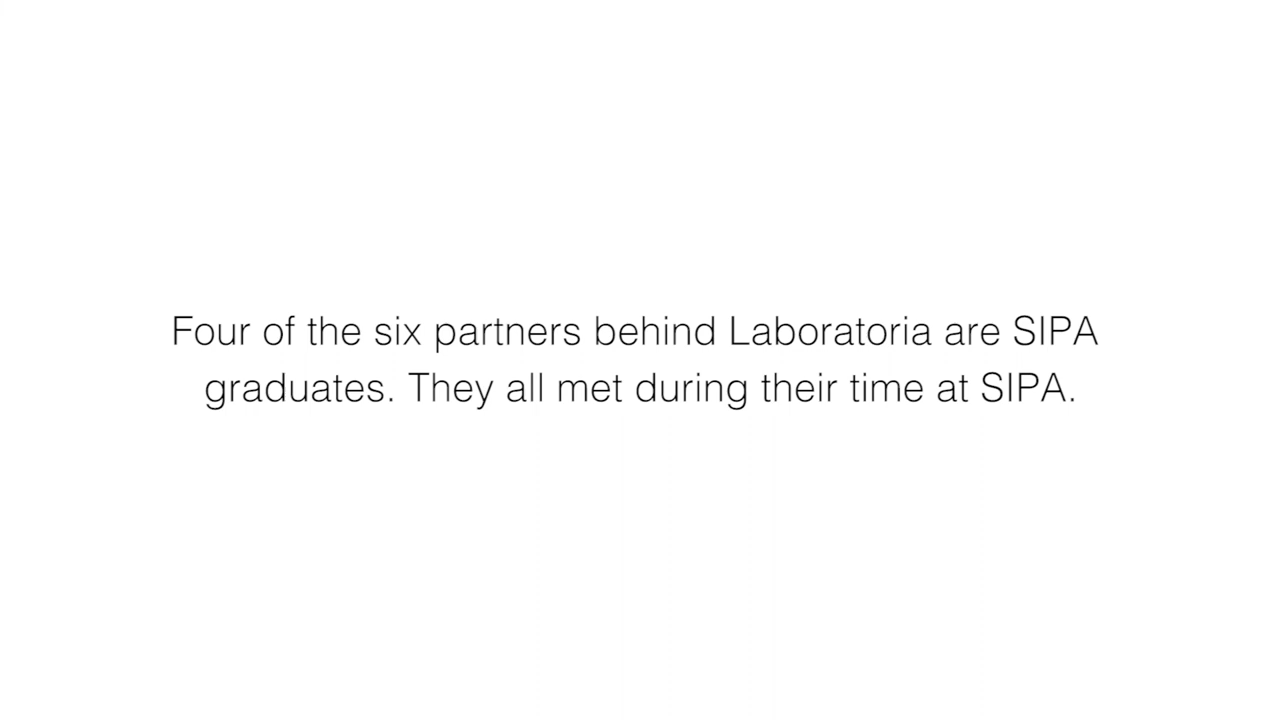 Four of the six partners behind Laboratoria are SIPA
graduates. They all met during their time at SIPA.